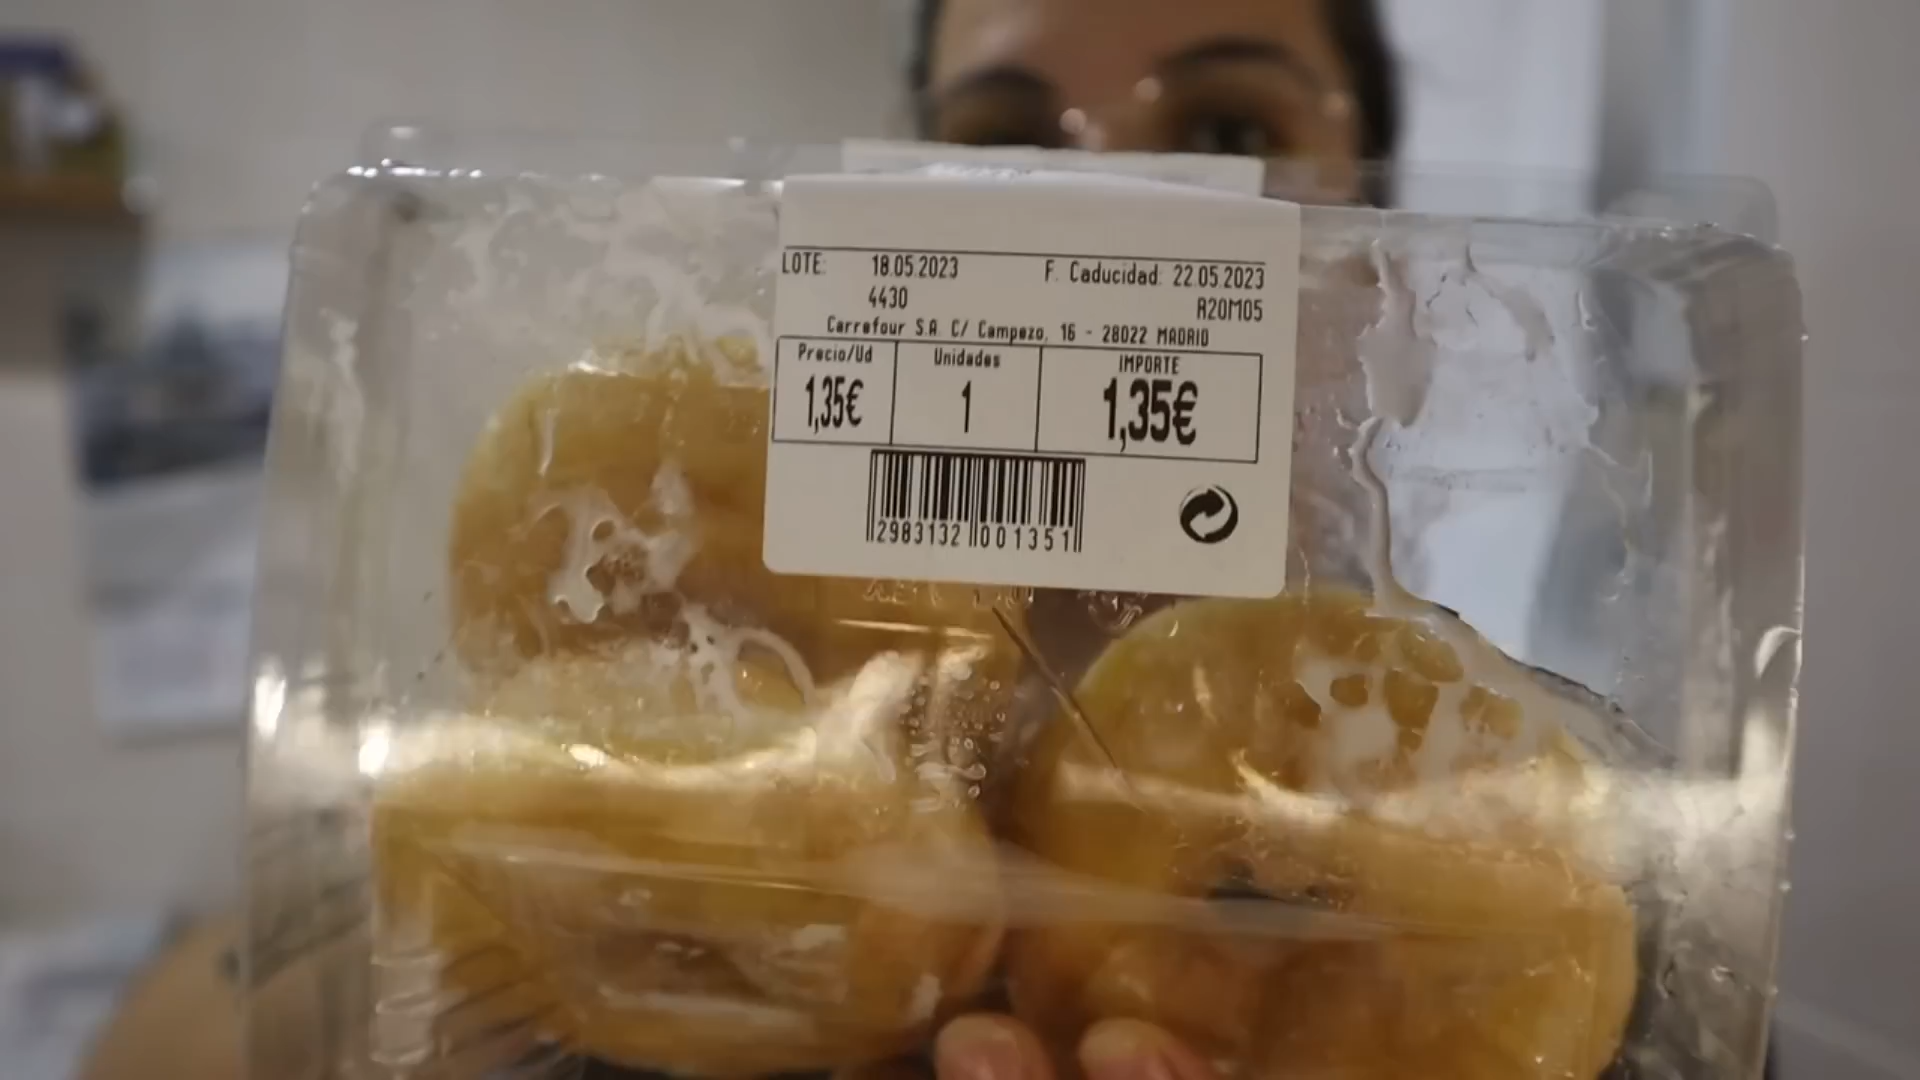 LOTE: 18.05.2023 F. Caducidad: 22.05.2023
4430 R20M05
Carrefour S.A. C/ Campezo, 16 - 28022 MADRID
Precio/Ud Unidades IMPORTE
1,35€ 1 1,35€
2983132 001351